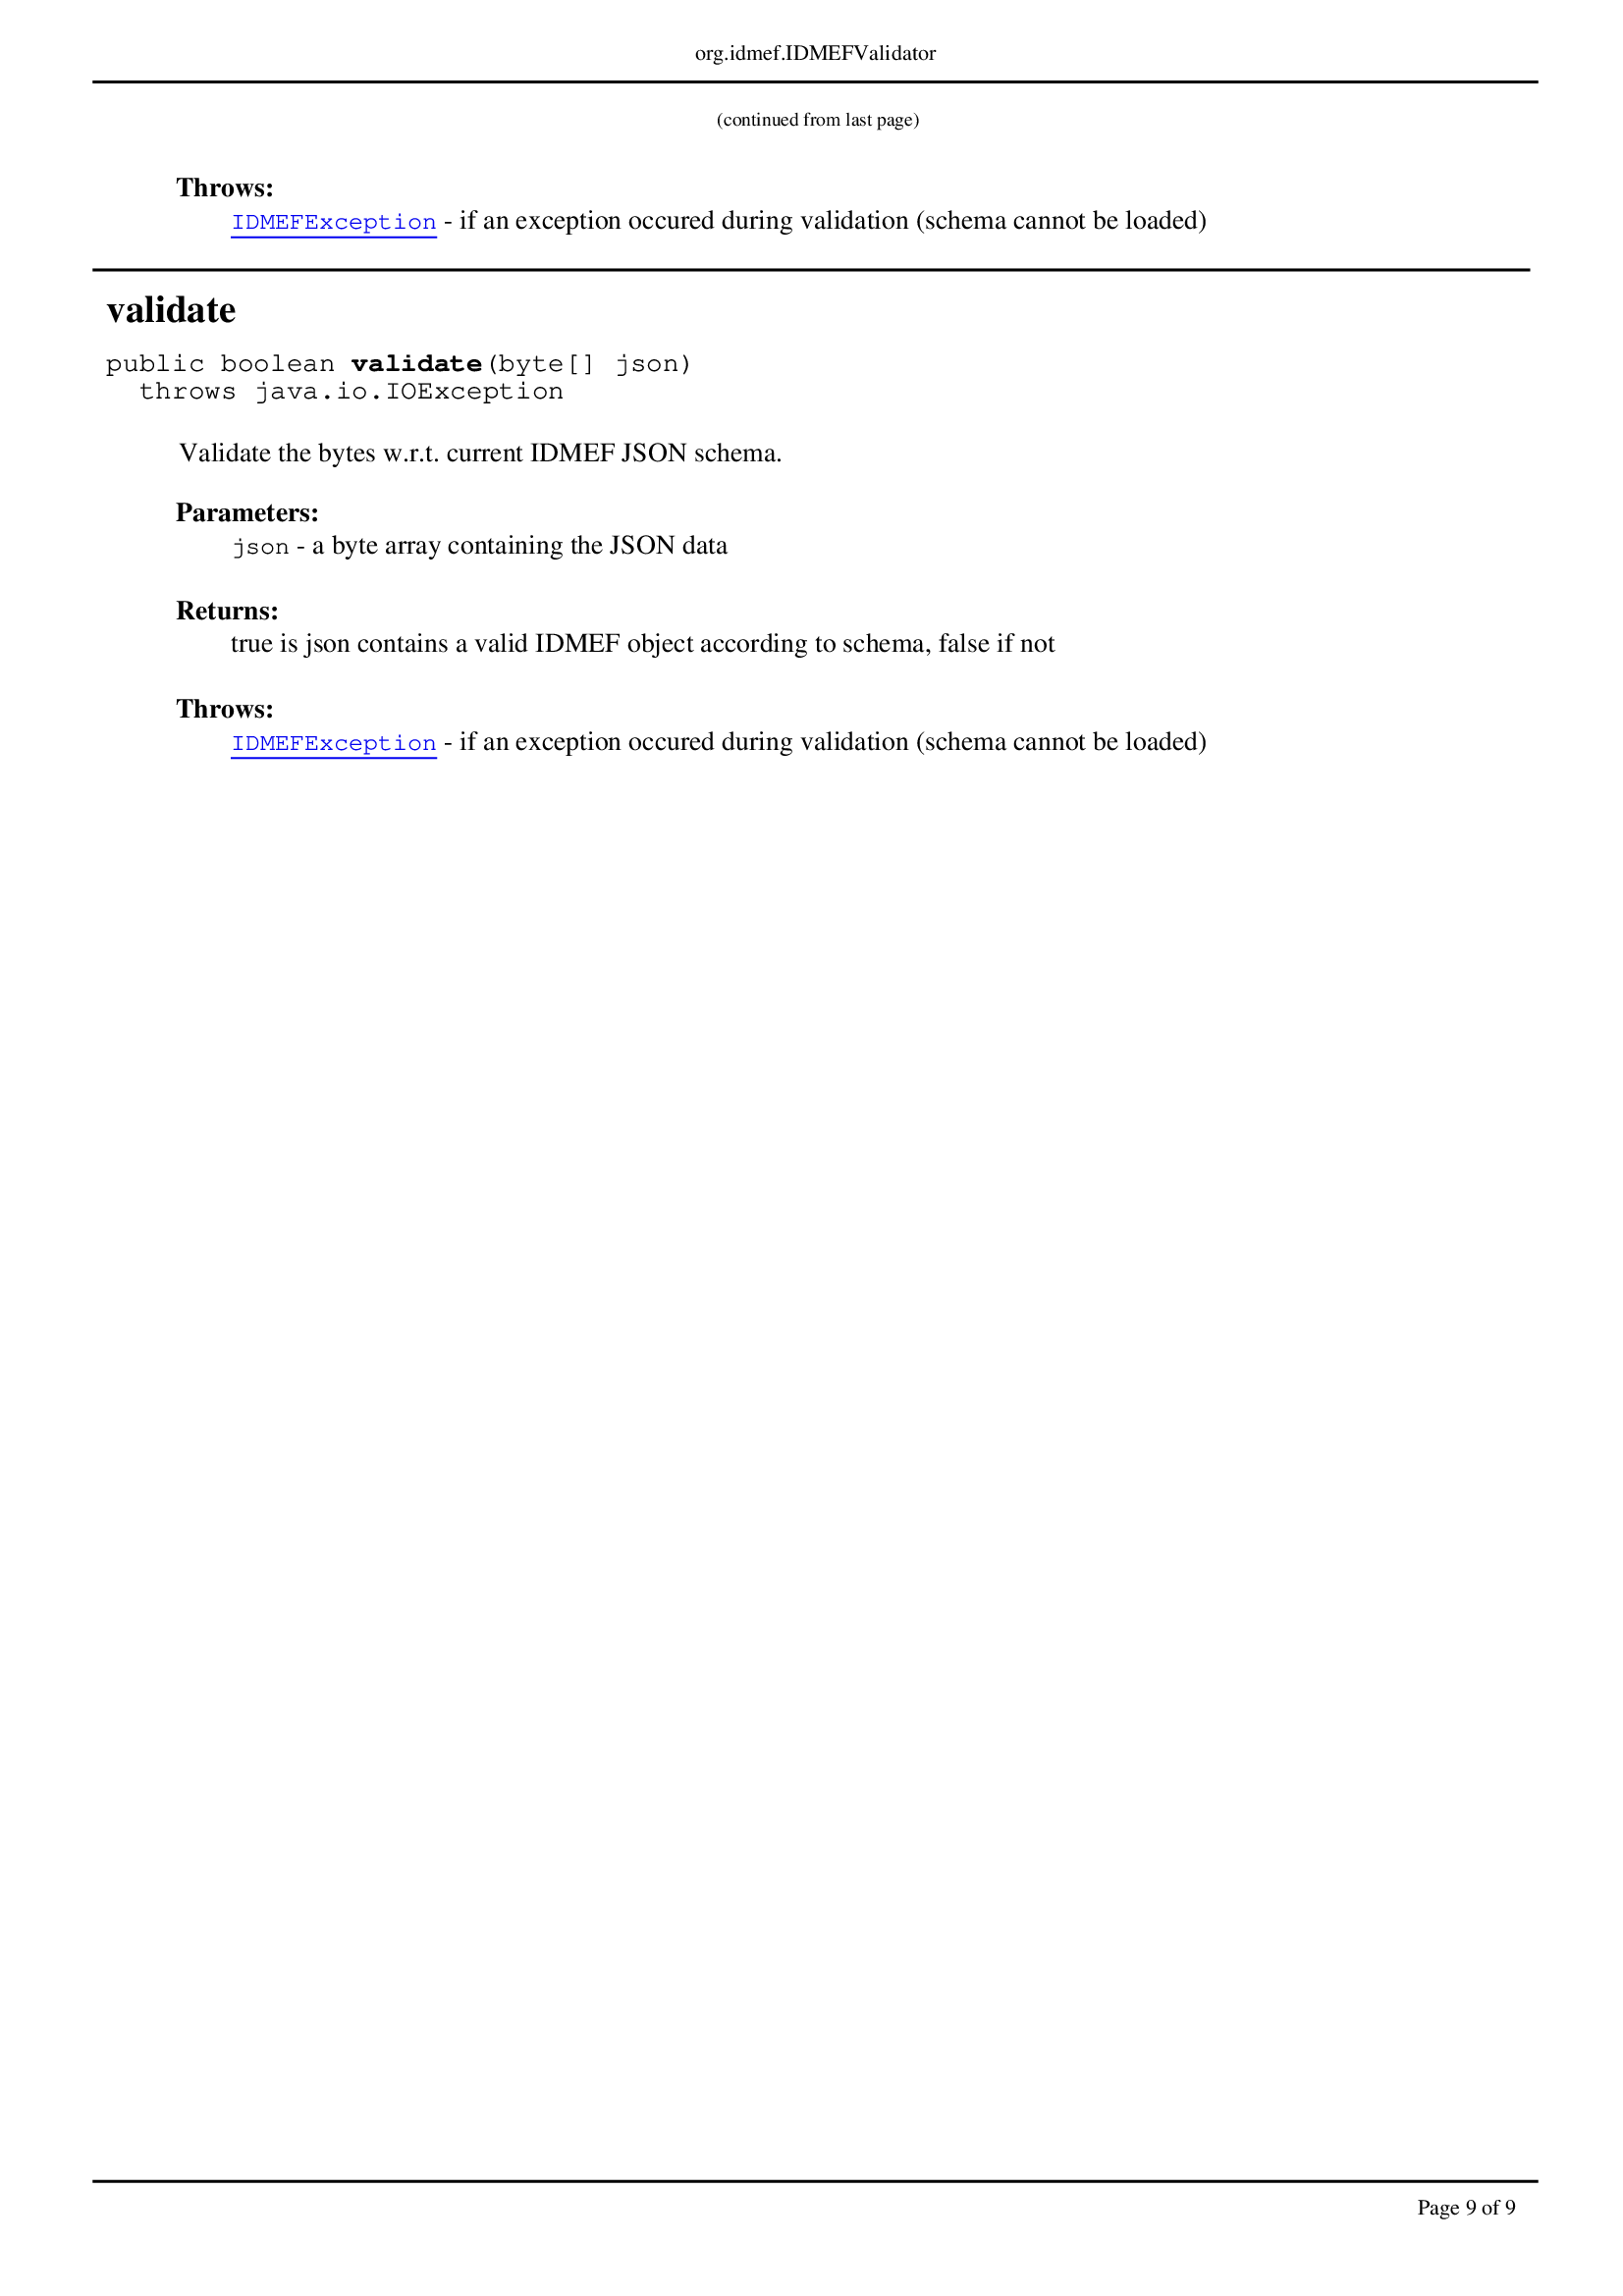 org.idmef.IDMEFValidator
(continued from last page)
Throws:
IDMEFException - if an exception occured during validation (schema cannot be loaded)
validate
public boolean validate(byte[] json)
throws java.io.IOException
Validate the bytes w.r.t. current IDMEF JSON schema.
Parameters:
json - a byte array containing the JSON data
Returns:
true is json contains a valid IDMEF object according to schema, false if not
Throws:
IDMEFException - if an exception occured during validation (schema cannot be loaded)
Page 9 of 9